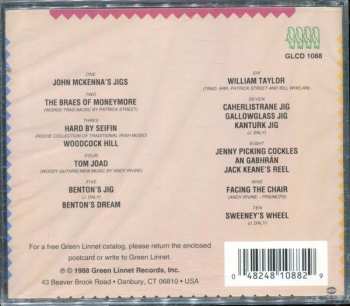 GLCD 1088
ONE
JOHN McKENNA'S JIGS
TWO
THE BRAES OF MONEYMORE
THREE
HARD BY SEIFIN
WOODCOCK HILL
FOUR
TOM JOAD
FIVE
BENTON'S JIG
BENTON'S DREAM
SIX
WILLIAM TAYLOR
SEVEN
CAHERLISTRANE JIG
GALLOWGLASS JIG
KANTURK JIG
EIGHT
JENNY PICKING COCKLES
AN GABHRÁN
JACK KEANE'S REEL
NINE
FACING THE CHAIR
TEN
SWEENEY'S WHEEL
For a free Green Linnet catalog, please return the enclosed
postcard or write to Green Linnet.
℗ © 1988 Green Linnet Records, Inc.
43 Beaver Brook Road • Danbury, CT 06810 • USA
0 48248 10882 9